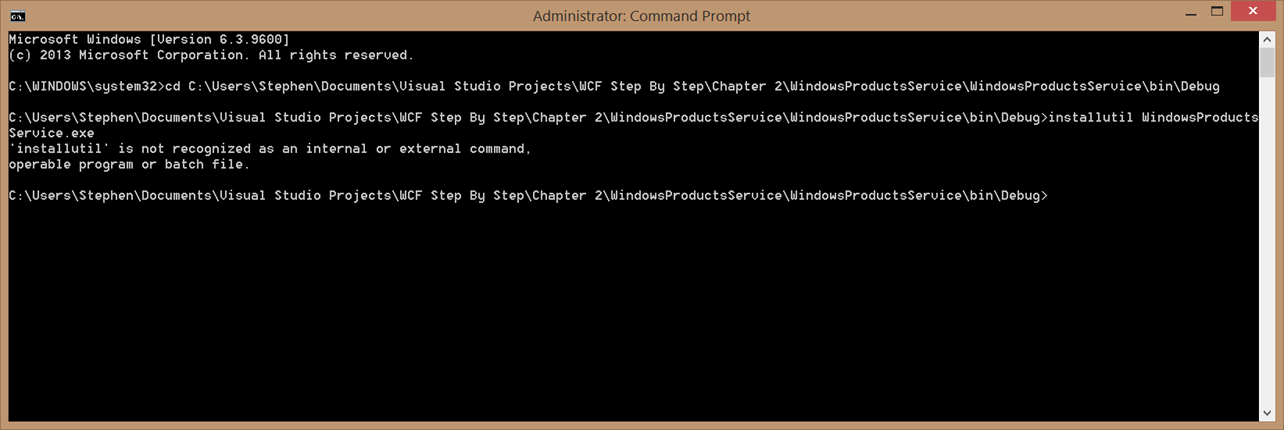 Administrator: Command Prompt
Microsoft Windows [Version 6.3.9600]
(c) 2013 Microsoft Corporation. All rights reserved.
C:\WINDOWS\system32>cd C:\Users\Stephen\Documents\Visual Studio Projects\WCF Step By Step\Chapter 2\WindowsProductsService\WindowsProductsService\bin\Debug
C:\Users\Stephen\Documents\Visual Studio Projects\WCF Step By Step\Chapter 2\WindowsProductsService\WindowsProductsService\bin\Debug>installutil WindowsProducts
Service.exe
'installutil' is not recognized as an internal or external command,
operable program or batch file.
C:\Users\Stephen\Documents\Visual Studio Projects\WCF Step By Step\Chapter 2\WindowsProductsService\WindowsProductsService\bin\Debug>